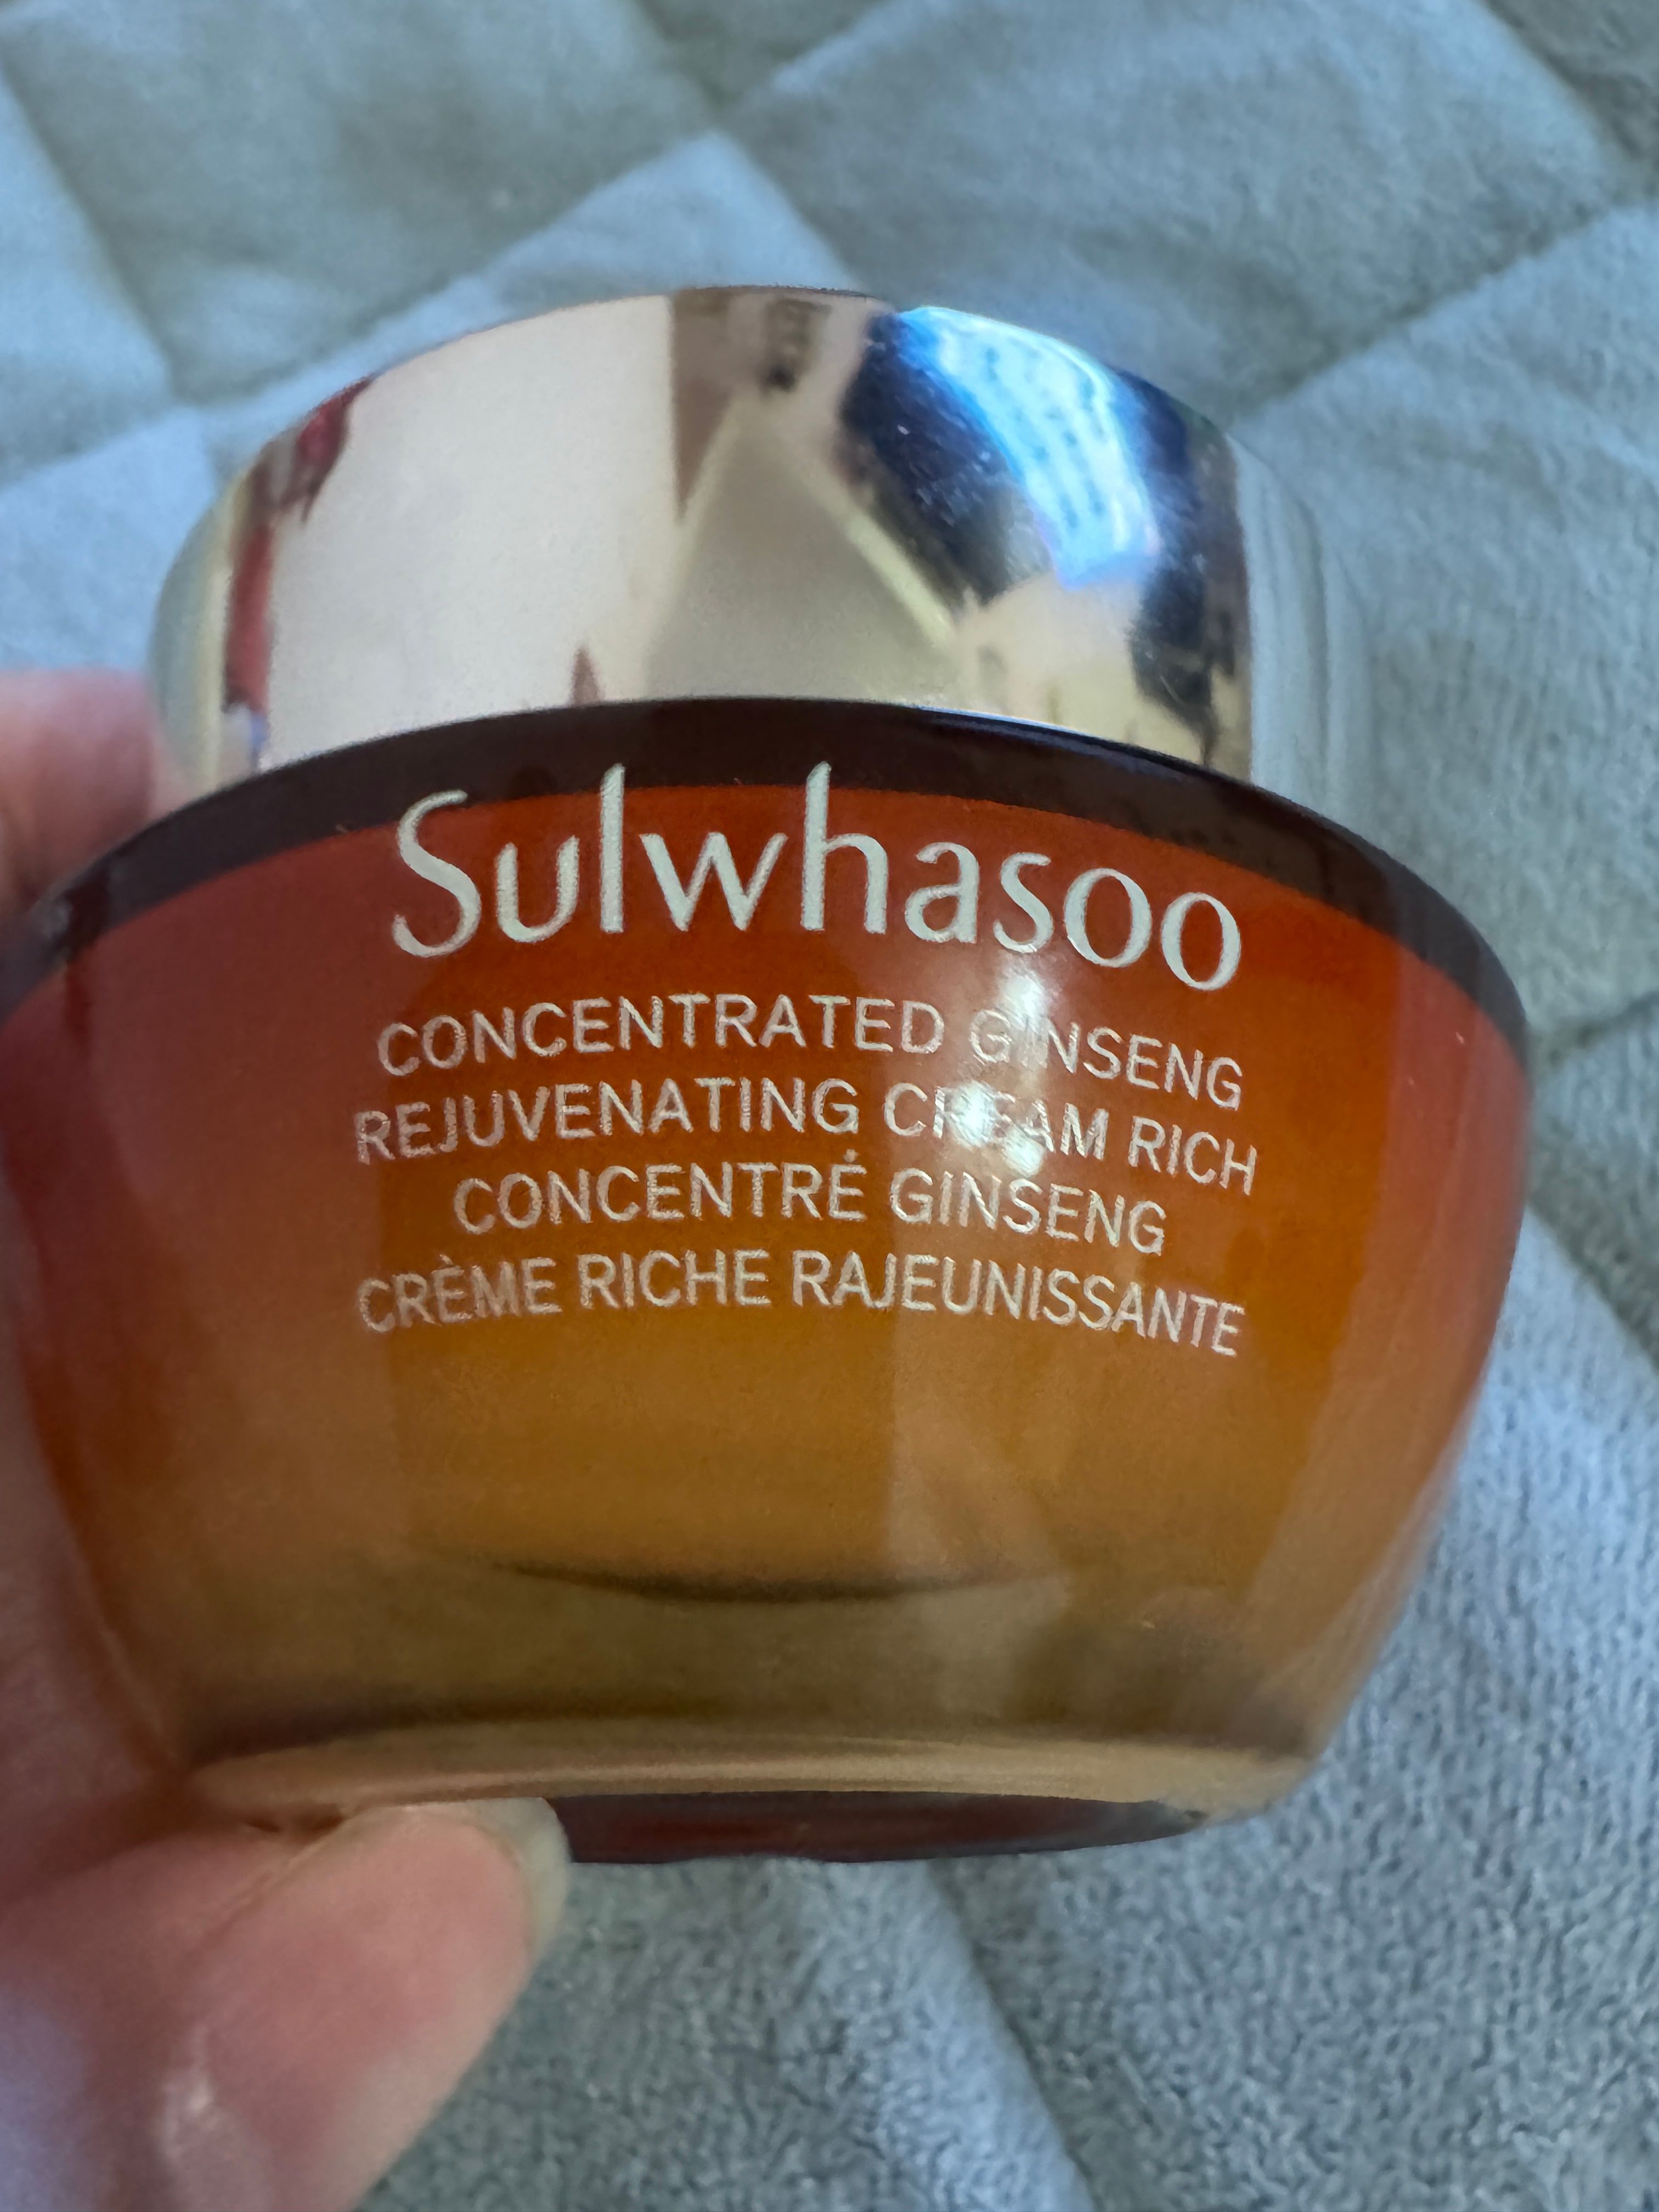 Sulwhasoo
CONCENTRATED GINSENG
REJUVENATING CREAM RICH
CONCENTRÉ GINSENG
CRÈME RICHE RAJEUNISSANTE